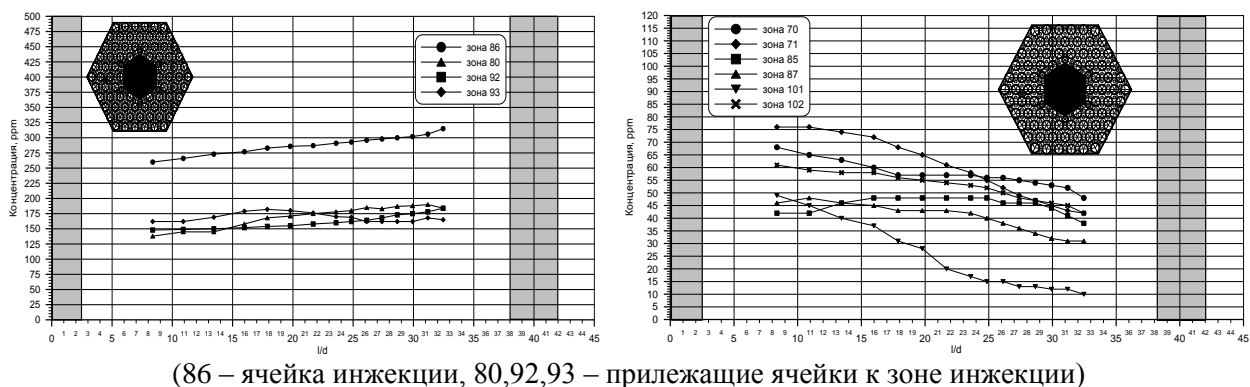 Концентрация, ppm
500
475
450
425
400
375
350
325
300
275
250
225
200
175
150
125
100
75
50
25
0
зона 86
зона 80
зона 92
зона 93
1 2 3 4 6 7 8 9 11 12 13 14 16 17 18 19 21 22 23 24 26 27 28 29 31 32 33 34 36 37 38 39 41 42 43 44
0 5 10 15 20 25 30 35 40 45
l/d
Концентрация, ppm
120
115
110
105
100
95
90
85
80
75
70
65
60
55
50
45
40
35
30
25
20
15
10
5
0
зона 70
зона 71
зона 85
зона 87
зона 101
зона 102
1 2 3 4 6 7 8 9 11 12 13 14 16 17 18 19 21 22 23 24 26 27 28 29 31 32 33 34 36 37 38 39 41 42 43 44
0 5 10 15 20 25 30 35 40 45
l/d
(86 – ячейка инжекции, 80,92,93 – прилежащие ячейки к зоне инжекции)